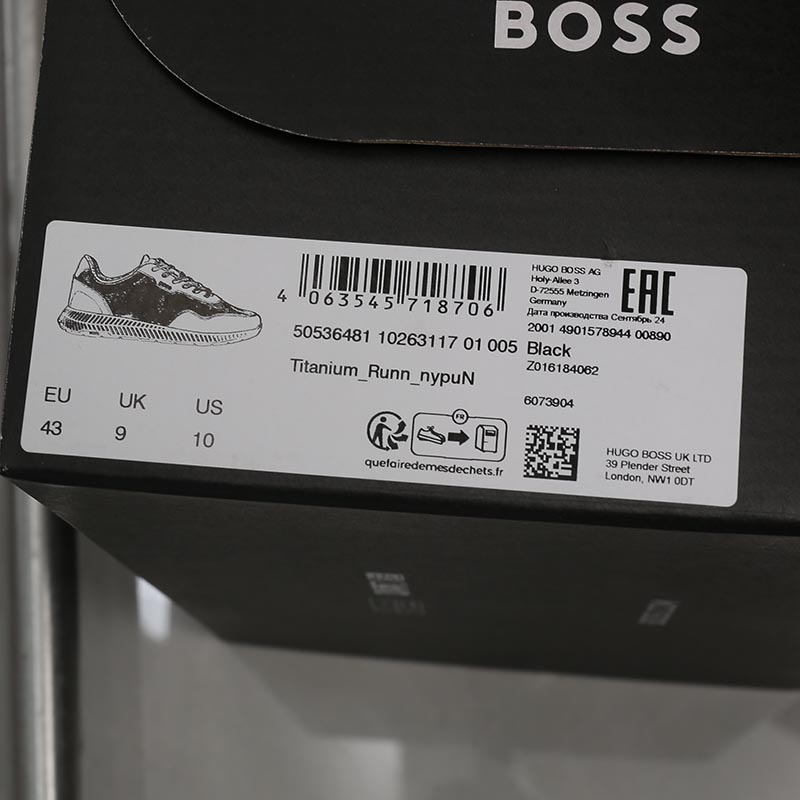 BOSS
4 063545 718706
50536481 10263117 01 005
Titanium_Runn_nypuN
EU UK US
43 9 10
FR
quefairedemesdechets.fr
HUGO BOSS AG
Holy-Allee 3
D-72555 Metzingen
Germany
EAC
Дата производства Сентябрь 24
2001 4901578944 00890
Black
Z016184062
6073904
HUGO BOSS UK LTD
39 Plender Street
London, NW1 0DT